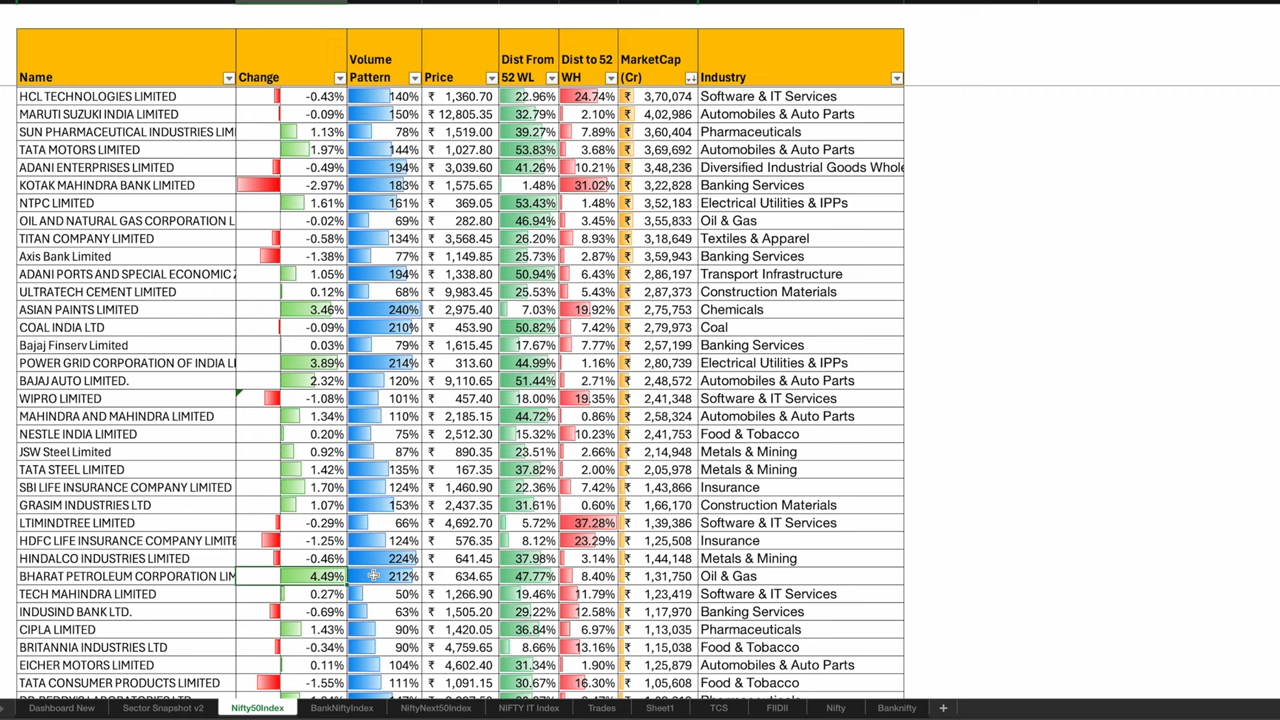 Name Change Volume Pattern Price Dist From 52 WL Dist to 52 WH MarketCap (Cr) Industry
HCL TECHNOLOGIES LIMITED -0.43% 140% ₹ 1,360.70 22.96% 24.74% ₹ 3,70,074 Software & IT Services
MARUTI SUZUKI INDIA LIMITED -0.09% 150% ₹ 12,805.35 32.79% 2.10% ₹ 4,02,986 Automobiles & Auto Parts
SUN PHARMACEUTICAL INDUSTRIES LIMI 1.13% 78% ₹ 1,519.00 39.27% 7.89% ₹ 3,60,404 Pharmaceuticals
TATA MOTORS LIMITED 1.97% 144% ₹ 1,027.80 53.83% 3.68% ₹ 3,69,692 Automobiles & Auto Parts
ADANI ENTERPRISES LIMITED -0.49% 194% ₹ 3,039.60 41.26% 10.21% ₹ 3,48,236 Diversified Industrial Goods Whole
KOTAK MAHINDRA BANK LIMITED -2.97% 183% ₹ 1,575.65 1.48% 31.02% ₹ 3,22,828 Banking Services
NTPC LIMITED 1.61% 161% ₹ 369.05 53.43% 1.48% ₹ 3,52,183 Electrical Utilities & IPPs
OIL AND NATURAL GAS CORPORATION L -0.02% 69% ₹ 282.80 46.94% 3.45% ₹ 3,55,833 Oil & Gas
TITAN COMPANY LIMITED -0.58% 134% ₹ 3,568.45 26.20% 8.93% ₹ 3,18,649 Textiles & Apparel
Axis Bank Limited -1.38% 77% ₹ 1,149.85 25.73% 2.87% ₹ 3,59,943 Banking Services
ADANI PORTS AND SPECIAL ECONOMIC Z 1.05% 194% ₹ 1,338.80 50.94% 6.43% ₹ 2,86,197 Transport Infrastructure
ULTRATECH CEMENT LIMITED 0.12% 68% ₹ 9,983.45 25.53% 5.43% ₹ 2,87,373 Construction Materials
ASIAN PAINTS LIMITED 3.46% 240% ₹ 2,975.40 7.03% 19.92% ₹ 2,75,753 Chemicals
COAL INDIA LTD -0.09% 210% ₹ 453.90 50.82% 7.42% ₹ 2,79,973 Coal
Bajaj Finserv Limited 0.03% 79% ₹ 1,615.45 17.67% 7.77% ₹ 2,57,199 Banking Services
POWER GRID CORPORATION OF INDIA LI 3.89% 214% ₹ 313.60 44.99% 1.16% ₹ 2,80,739 Electrical Utilities & IPPs
BAJAJ AUTO LIMITED. 2.32% 120% ₹ 9,110.65 51.44% 2.71% ₹ 2,48,572 Automobiles & Auto Parts
WIPRO LIMITED -1.08% 101% ₹ 457.40 18.00% 19.35% ₹ 2,41,348 Software & IT Services
MAHINDRA AND MAHINDRA LIMITED 1.34% 110% ₹ 2,185.15 44.72% 0.86% ₹ 2,58,324 Automobiles & Auto Parts
NESTLE INDIA LIMITED 0.20% 75% ₹ 2,512.30 15.32% 10.23% ₹ 2,41,753 Food & Tobacco
JSW Steel Limited 0.92% 87% ₹ 890.35 23.51% 2.66% ₹ 2,14,948 Metals & Mining
TATA STEEL LIMITED 1.42% 135% ₹ 167.35 37.82% 2.00% ₹ 2,05,978 Metals & Mining
SBI LIFE INSURANCE COMPANY LIMITED 1.70% 124% ₹ 1,460.90 22.36% 7.42% ₹ 1,43,866 Insurance
GRASIM INDUSTRIES LTD 1.07% 153% ₹ 2,437.35 31.61% 0.60% ₹ 1,66,170 Construction Materials
LTIMINDTREE LIMITED -0.29% 66% ₹ 4,692.70 5.72% 37.28% ₹ 1,39,386 Software & IT Services
HDFC LIFE INSURANCE COMPANY LIMITE -1.25% 124% ₹ 576.35 8.12% 23.29% ₹ 1,25,508 Insurance
HINDALCO INDUSTRIES LIMITED -0.46% 224% ₹ 641.45 37.98% 3.14% ₹ 1,44,148 Metals & Mining
BHARAT PETROLEUM CORPORATION LIM 4.49% 212% ₹ 634.65 47.77% 8.40% ₹ 1,31,750 Oil & Gas
TECH MAHINDRA LIMITED 0.27% 50% ₹ 1,266.90 19.46% 11.79% ₹ 1,23,419 Software & IT Services
INDUSIND BANK LTD. -0.69% 63% ₹ 1,505.20 29.22% 12.58% ₹ 1,17,970 Banking Services
CIPLA LIMITED 1.43% 90% ₹ 1,420.05 36.84% 6.97% ₹ 1,13,035 Pharmaceuticals
BRITANNIA INDUSTRIES LTD -0.34% 90% ₹ 4,759.65 8.66% 13.16% ₹ 1,15,038 Food & Tobacco
EICHER MOTORS LIMITED 0.11% 104% ₹ 4,602.40 31.34% 1.90% ₹ 1,25,879 Automobiles & Auto Parts
TATA CONSUMER PRODUCTS LIMITED -1.55% 111% ₹ 1,091.15 30.67% 16.30% ₹ 1,05,608 Food & Tobacco
Dashboard New Sector Snapshot v2 Nifty50Index BankNiftyIndex NiftyNext50Index NIFTY IT Index Trades Sheet1 TCS FIIDII Nifty Banknifty +